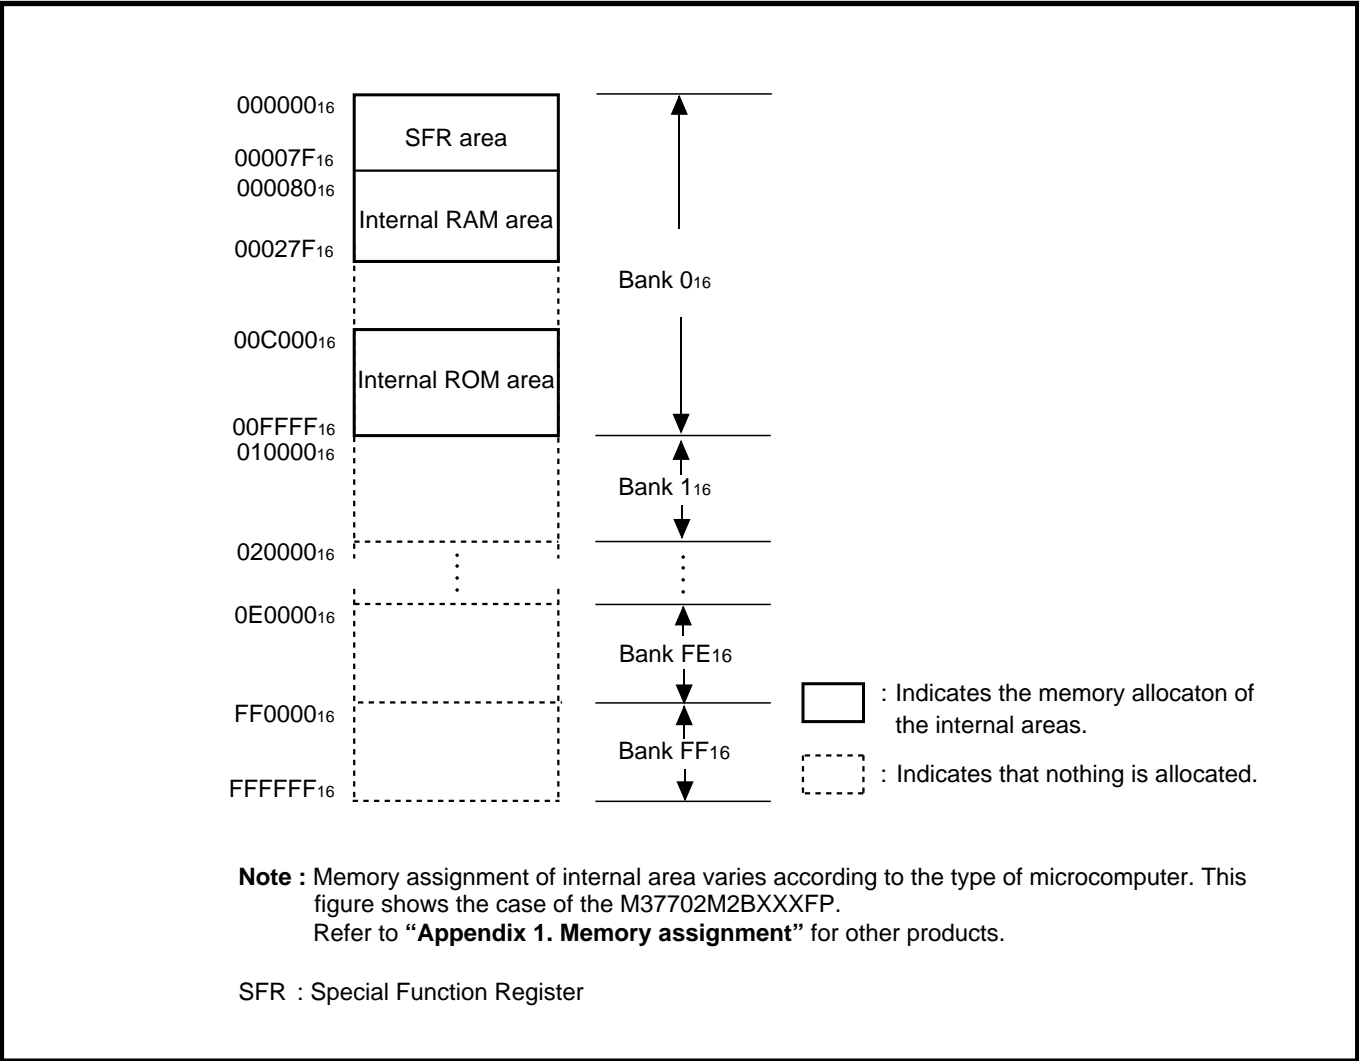 000000₁₆
SFR area
00007F₁₆
000080₁₆
Internal RAM area
00027F₁₆
Bank 0₁₆
00C000₁₆
Internal ROM area
00FFFF₁₆
010000₁₆
Bank 1₁₆
020000₁₆
0E0000₁₆
Bank FE₁₆
FF0000₁₆
Bank FF₁₆
FFFFFF₁₆
: Indicates the memory allocaton of
the internal areas.
: Indicates that nothing is allocated.
Note : Memory assignment of internal area varies according to the type of microcomputer. This
figure shows the case of the M37702M2BXXXFP.
Refer to “Appendix 1. Memory assignment” for other products.
SFR : Special Function Register